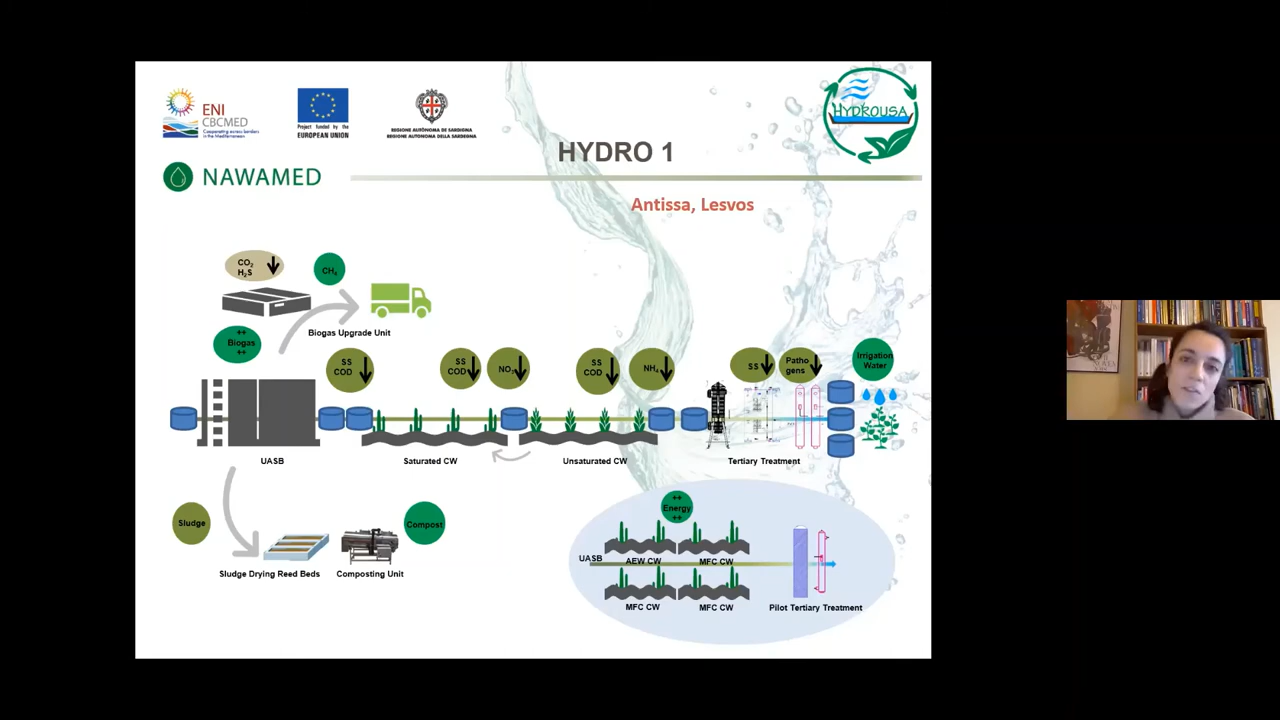 ENI
CBCMED
Cooperating across borders
in the Mediterranean
Project funded by the
EUROPEAN UNION
REGIONE AUTÒNOMA DE SARDIGNA
REGIONE AUTONOMA DELLA SARDEGNA
HYDROUSA
HYDRO 1
NAWAMED
Antissa, Lesvos
CO2
H2S
CH4
Biogas Upgrade Unit
++
Biogas
++
SS
COD
SS
COD
NO3
SS
COD
NH4
SS
Patho
gens
Irrigation
Water
UASB
Saturated CW
Unsaturated CW
Tertiary Treatment
Sludge
Compost
Sludge Drying Reed Beds
Composting Unit
++
Energy
++
UASB
AEW CW
MFC CW
MFC CW
MFC CW
Pilot Tertiary Treatment